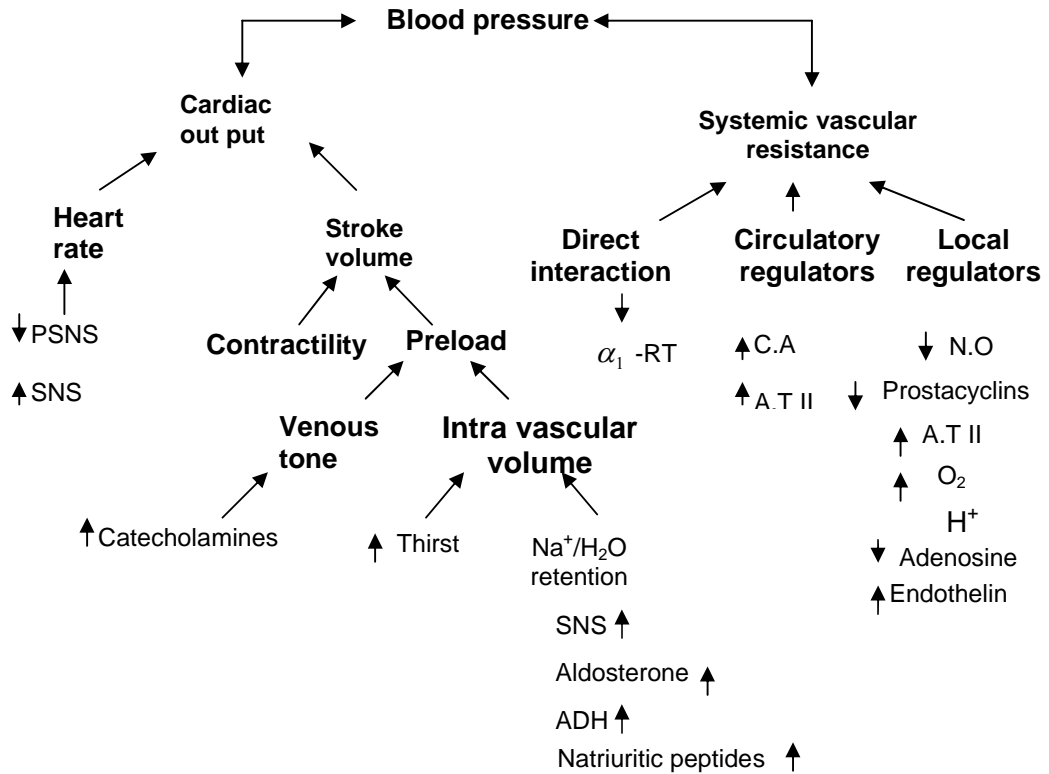 Blood pressure
Cardiac
out put
Systemic vascular
resistance
Heart
rate
Stroke
volume
Direct
interaction
Circulatory
regulators
Local
regulators
PSNS
SNS
Contractility
Preload
α₁ -RT
C.A
A.T II
N.O
Prostacyclins
A.T II
O₂
H⁺
Adenosine
Endothelin
Venous
tone
Intra vascular
volume
Catecholamines
Thirst
Na⁺/H₂O
retention
SNS
Aldosterone
ADH
Natriuritic peptides